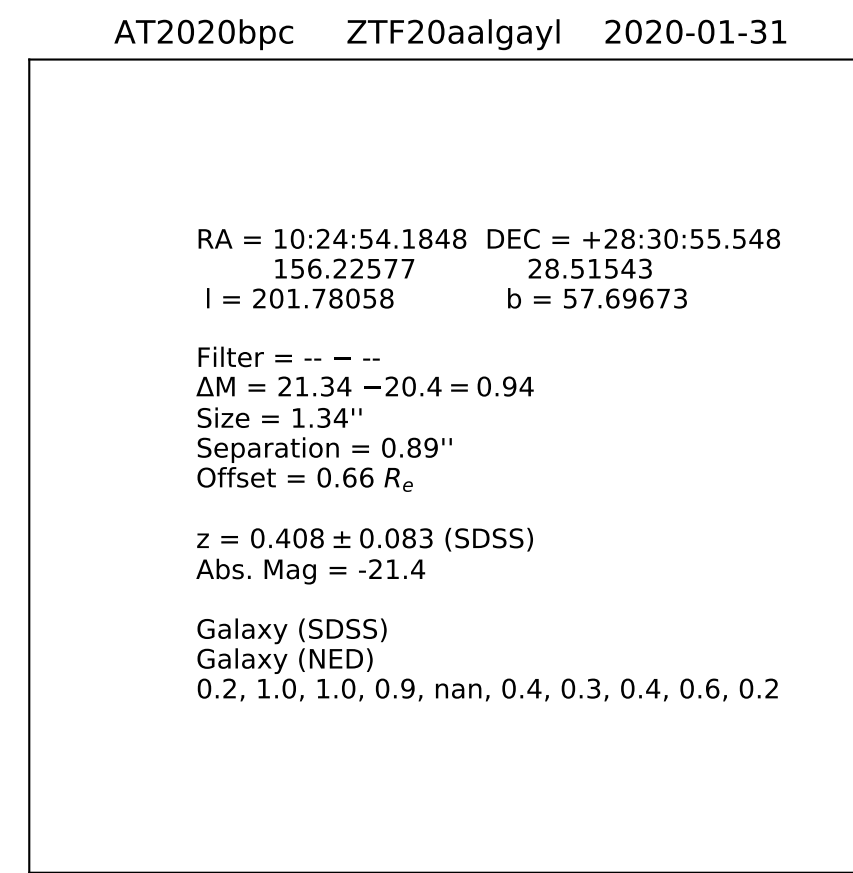 AT2020bpc ZTF20aalgayl 2020-01-31
RA = 10:24:54.1848 DEC = +28:30:55.548
156.22577 28.51543
l = 201.78058 b = 57.69673
Filter = -- − --
ΔM = 21.34 −20.4 = 0.94
Size = 1.34''
Separation = 0.89''
Offset = 0.66 Rₑ
z = 0.408 ± 0.083 (SDSS)
Abs. Mag = -21.4
Galaxy (SDSS)
Galaxy (NED)
0.2, 1.0, 1.0, 0.9, nan, 0.4, 0.3, 0.4, 0.6, 0.2